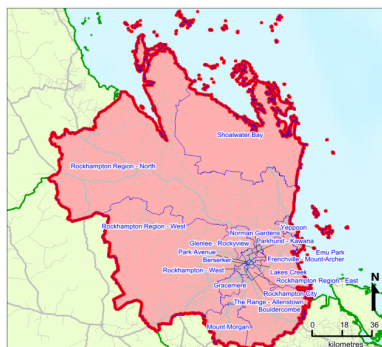 Shoalwater Bay
Rockhampton Region - North
Rockhampton Region - West
Yeppoon
Norman Gardens
Parkhurst - Kawana
Glenlee - Rockyview
Emu Park
Park Avenue
Frenchville - Mount Archer
Berserker
Lakes Creek
Rockhampton - West
Rockhampton Region - East
Gracemere
Rockhampton City
The Range - Allenstown
Bouldercombe
Mount Morgan
N
0 18 36
kilometres